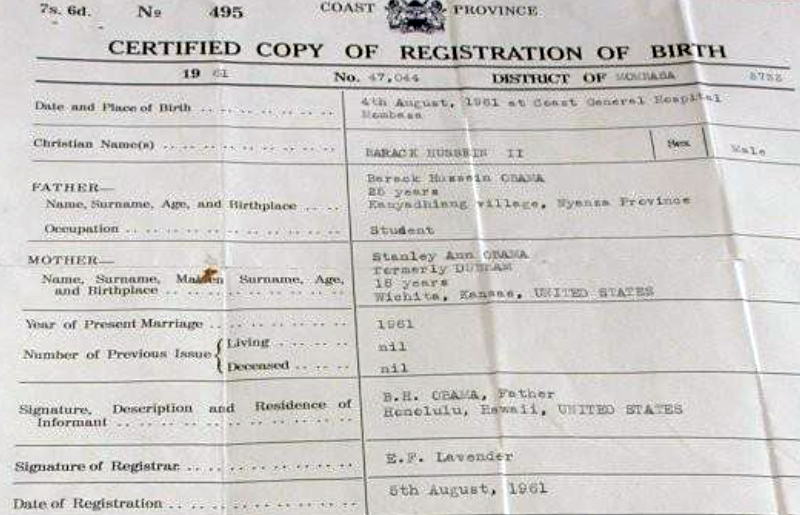 7s. 6d. No 495 COAST PROVINCE
CERTIFIED COPY OF REGISTRATION OF BIRTH
19 61 No. 47,044 DISTRICT OF MOMBASA 5733
Date and Place of Birth 4th August, 1961 at Coast General Hospital
Mombasa
Christian Name(s) BARACK HUSSEIN II Sex Male
FATHER—
Barack Hussein OBAMA
25 years
Name, Surname, Age, and Birthplace Kanyadhiang village, Nyanza Province
Occupation Student
MOTHER—
Stanley Ann OBAMA
formerly DUNHAM
Name, Surname, Maiden Surname, Age,
and Birthplace
18 years
Wichita, Kansas, UNITED STATES
Year of Present Marriage 1961
Number of Previous Issue { Living nil
Deceased nil
Signature, Description and Residence of
Informant
B.H. OBAMA, Father
Honolulu, Hawaii, UNITED STATES
Signature of Registrar. E.F. Lavender
Date of Registration 5th August, 1961